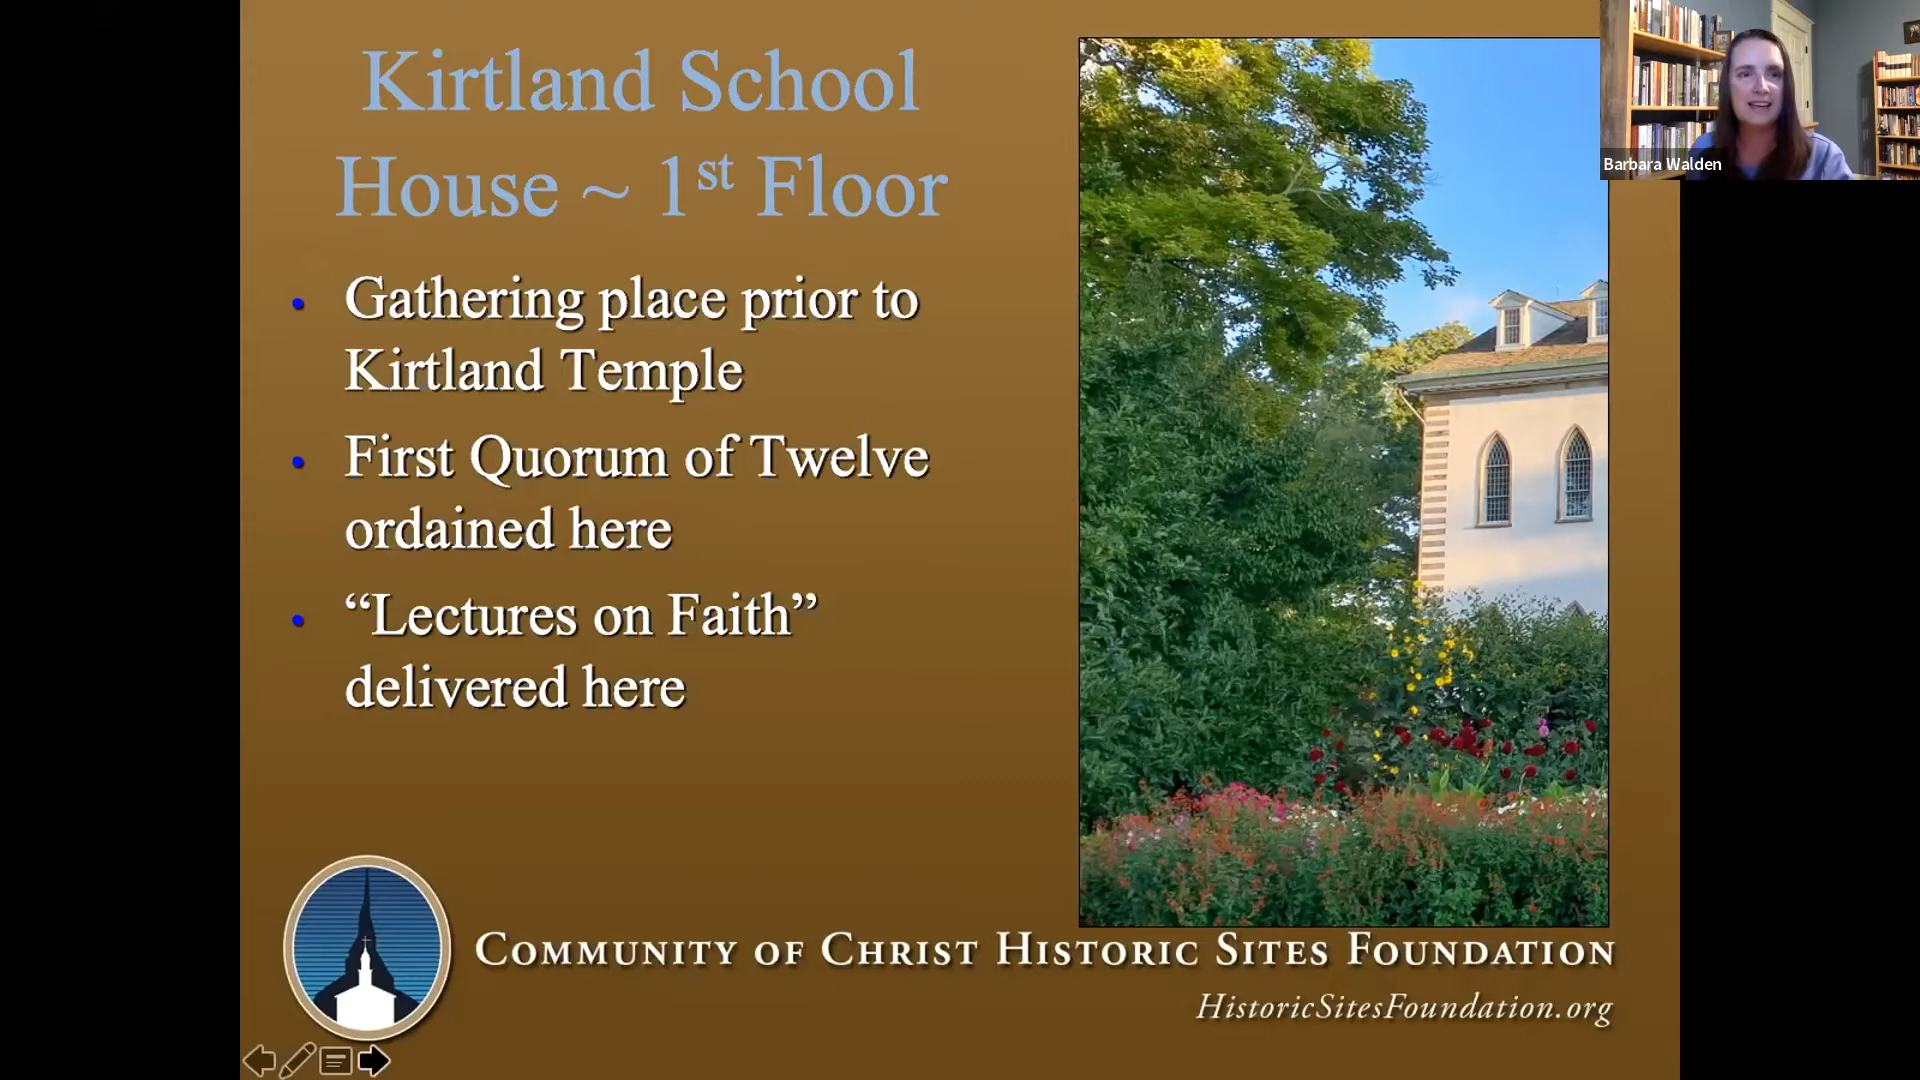 Kirtland School
House ~ 1st Floor
• Gathering place prior to
Kirtland Temple
• First Quorum of Twelve
ordained here
• “Lectures on Faith”
delivered here
COMMUNITY OF CHRIST HISTORIC SITES FOUNDATION
HistoricSitesFoundation.org
Barbara Walden